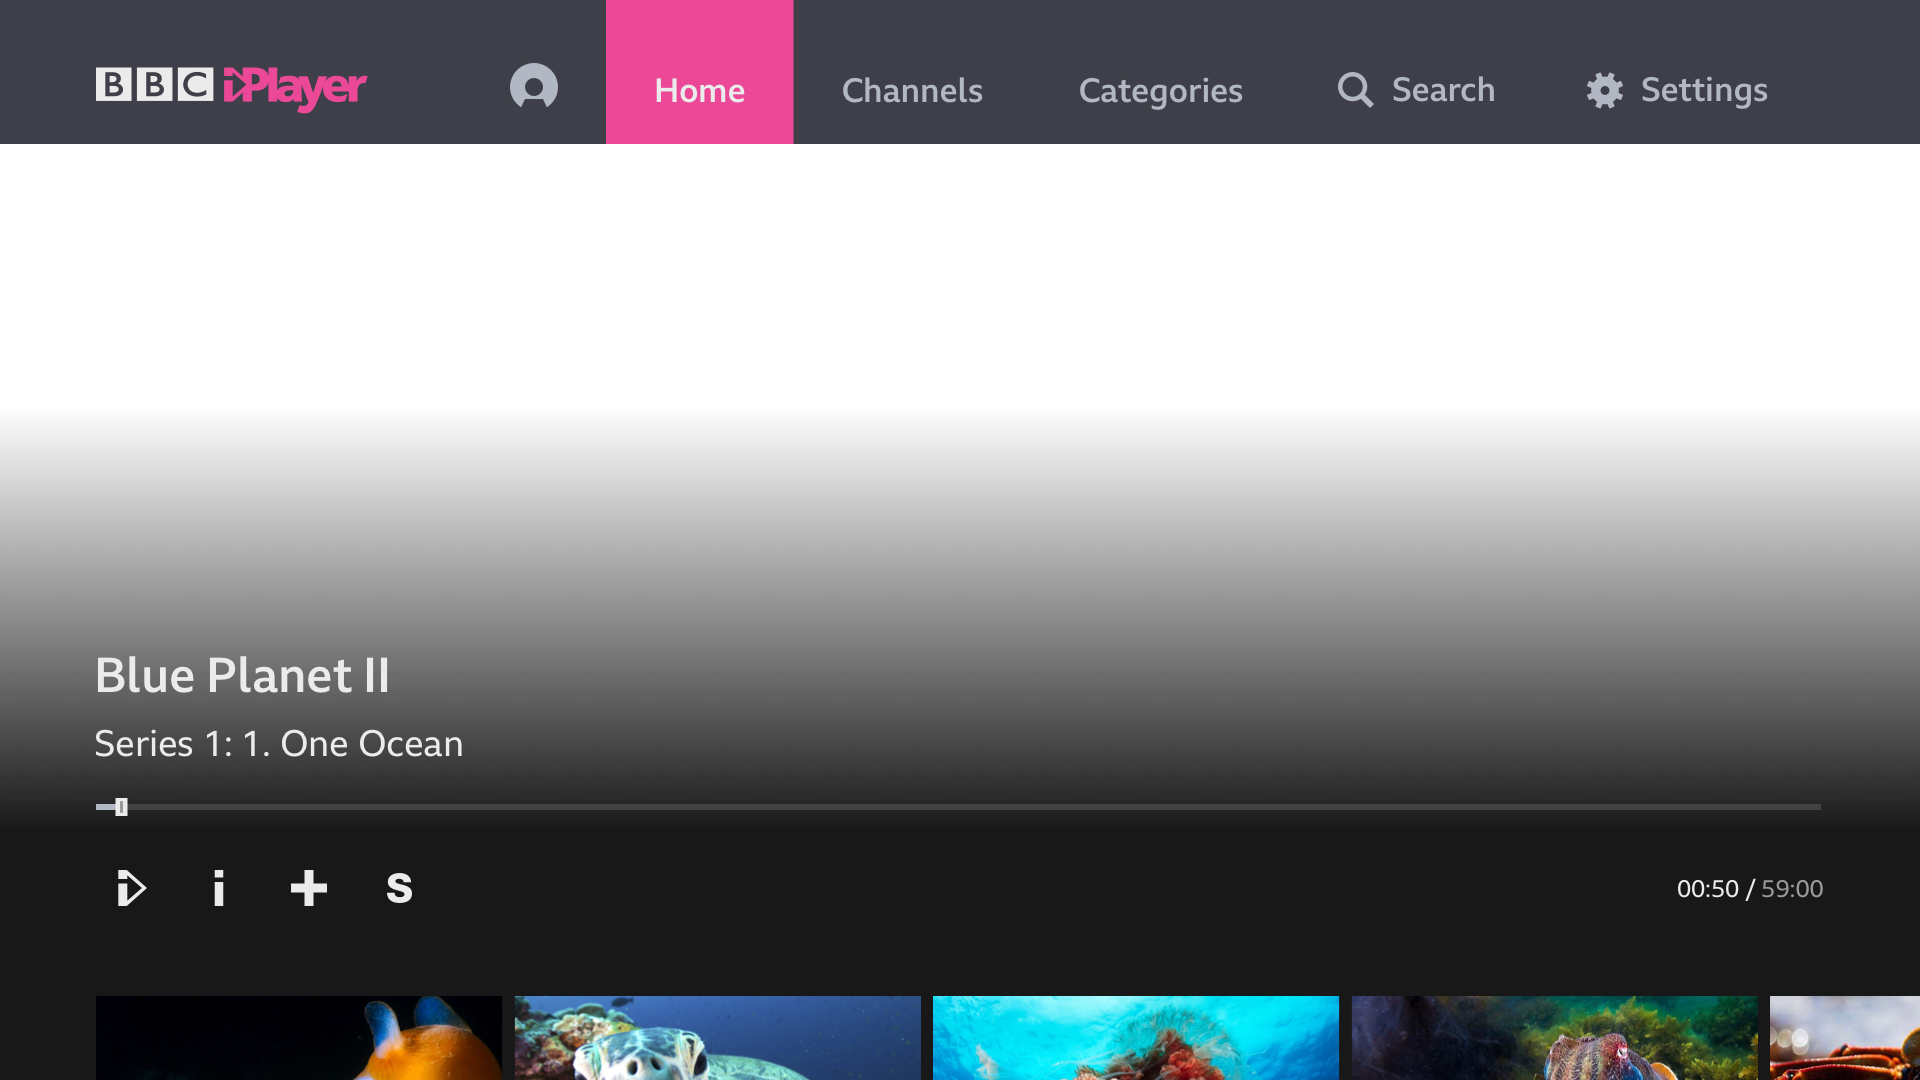 BBC iPlayer
Home
Channels
Categories
Search
Settings
Blue Planet II
Series 1: 1. One Ocean
i
S
00:50 / 59:00